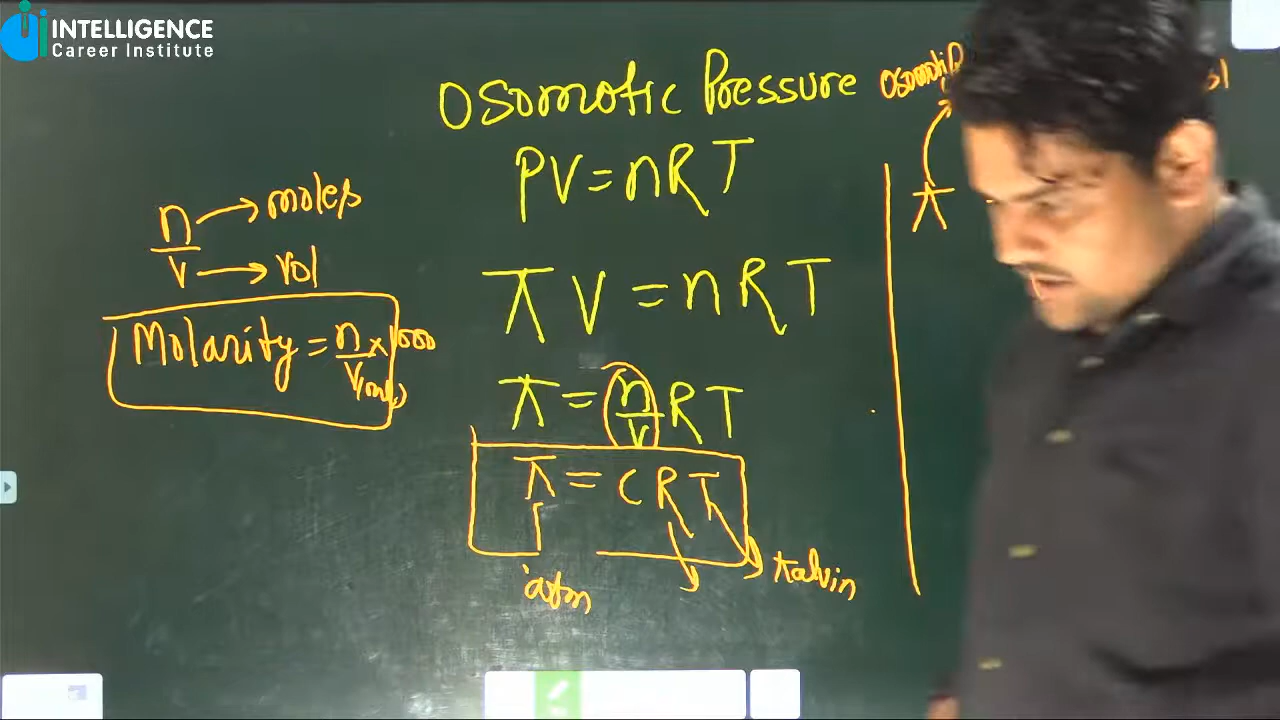 INTELLIGENCE
Career Institute
Osomotic Pressure
PV=nRT
n → moles
v → vol
Molarity = n/v(mL) × 1000
πV = nRT
π = n/v RT
π = CRT
atm
Kalvin
π